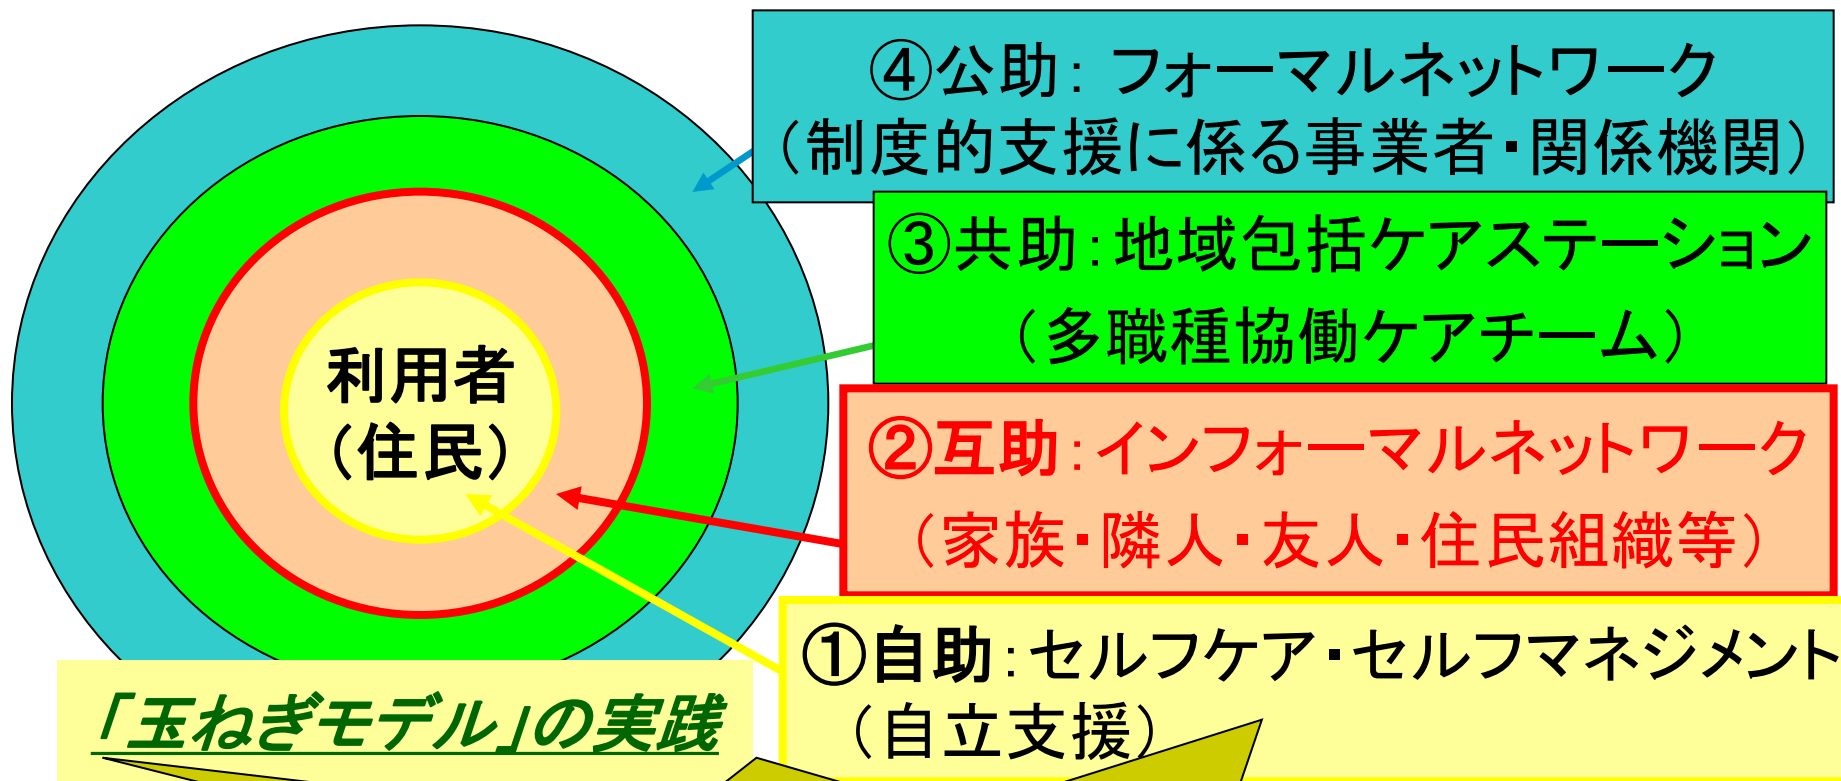 ④公助：フォーマルネットワーク
（制度的支援に係る事業者・関係機関）
③共助：地域包括ケアステーション
（多職種協働ケアチーム）
利用者
（住民）
②互助：インフォーマルネットワーク
（家族・隣人・友人・住民組織等）
①自助：セルフケア・セルフマネジメント
（自立支援）
「玉ねぎモデル」の実践